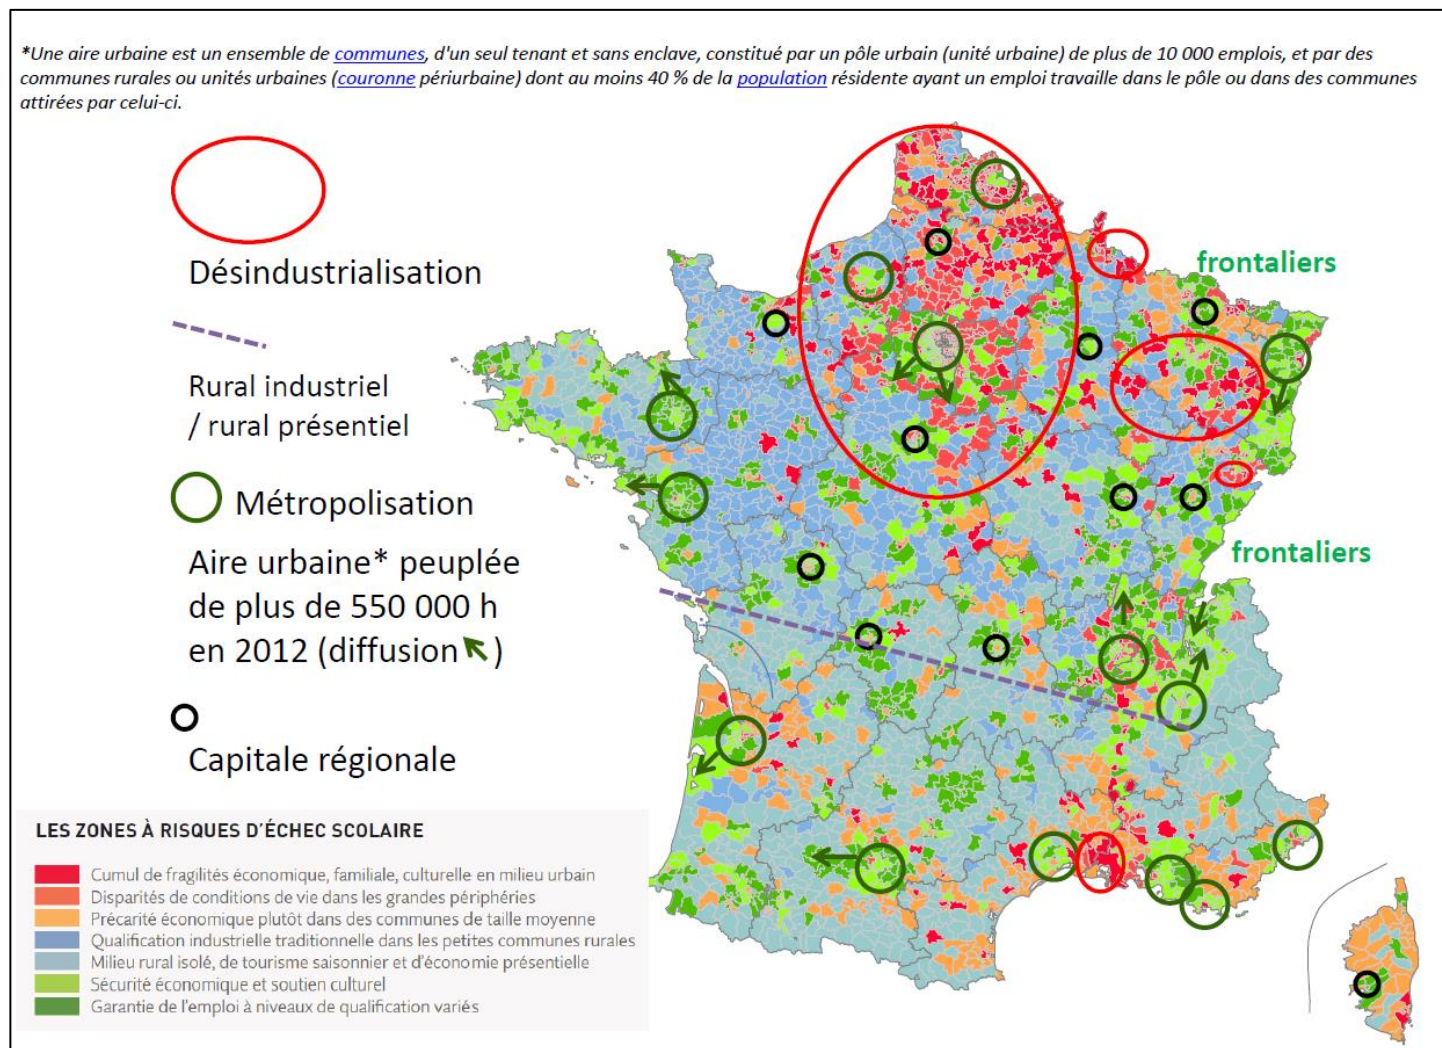 *Une aire urbaine est un ensemble de communes, d'un seul tenant et sans enclave, constitué par un pôle urbain (unité urbaine) de plus de 10 000 emplois, et par des
communes rurales ou unités urbaines (couronne périurbaine) dont au moins 40 % de la population résidente ayant un emploi travaille dans le pôle ou dans des communes
attirées par celui-ci.
Désindustrialisation
Rural industriel
/ rural présentiel
Métropolisation
Aire urbaine* peuplée
de plus de 550 000 h
en 2012 (diffusion )
Capitale régionale
frontaliers
frontaliers
LES ZONES À RISQUES D'ÉCHEC SCOLAIRE
Cumul de fragilités économique, familiale, culturelle en milieu urbain
Disparités de conditions de vie dans les grandes périphéries
Précarité économique plutôt dans des communes de taille moyenne
Qualification industrielle traditionnelle dans les petites communes rurales
Milieu rural isolé, de tourisme saisonnier et d'économie présentielle
Sécurité économique et soutien culturel
Garantie de l'emploi à niveaux de qualification variés